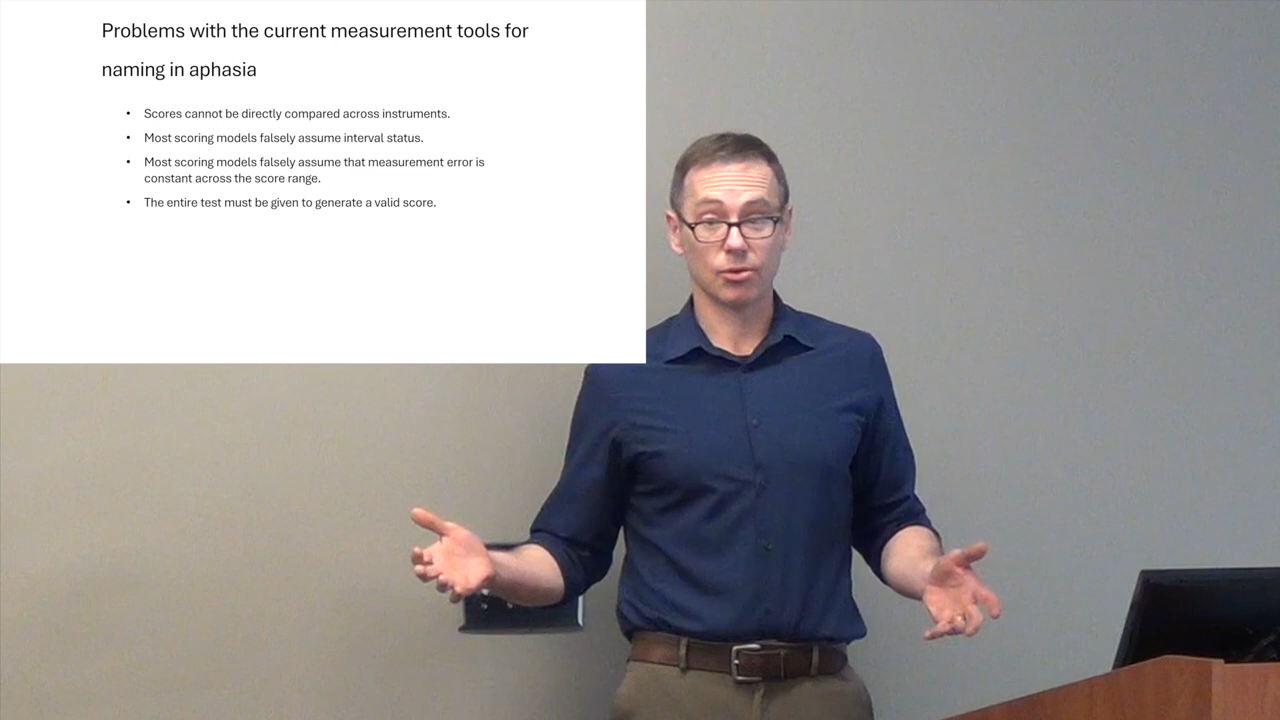 Problems with the current measurement tools for
naming in aphasia
• Scores cannot be directly compared across instruments.
• Most scoring models falsely assume interval status.
• Most scoring models falsely assume that measurement error is
constant across the score range.
• The entire test must be given to generate a valid score.